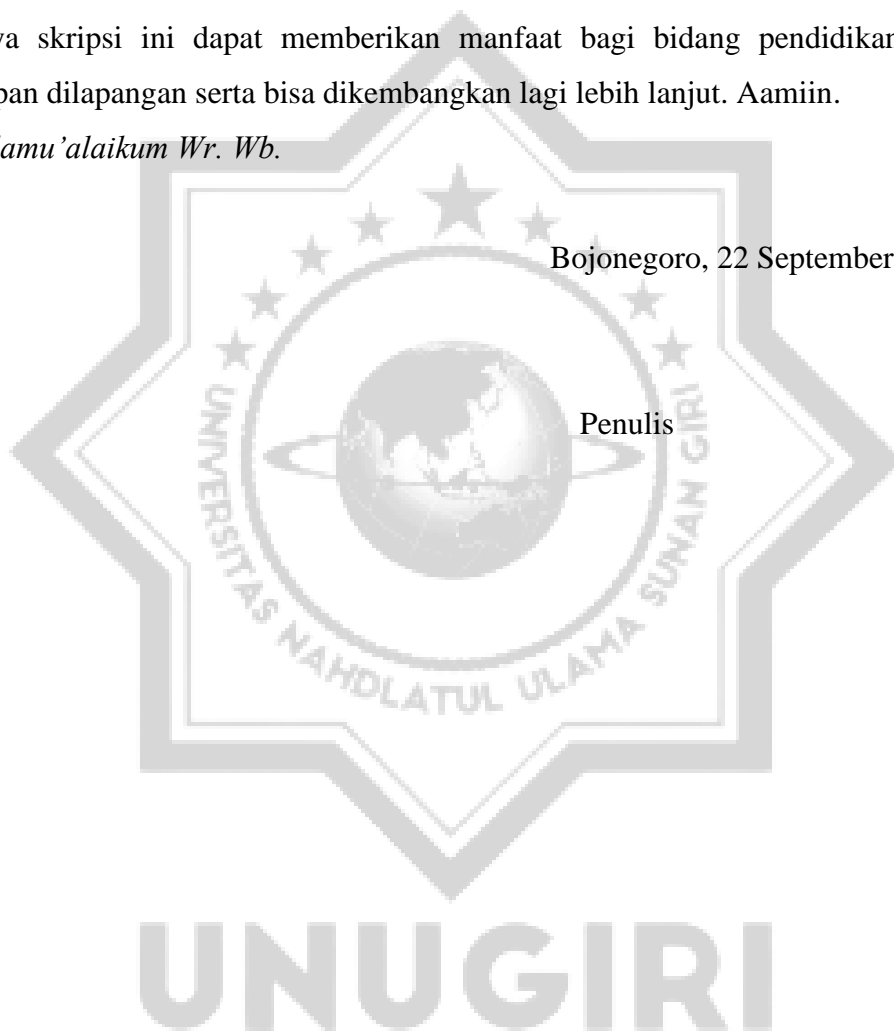 va skripsi ini dapat memberikan manfaat bagi bidang pendidikan
pan dilapangan serta bisa dikembangkan lagi lebih lanjut. Aamiin.
amu’alaikum Wr. Wb.
Bojonegoro, 22 September
Penulis
UNIVERSITAS NAHDLATUL ULAMA SUNAN GIRI
UNUGIRI